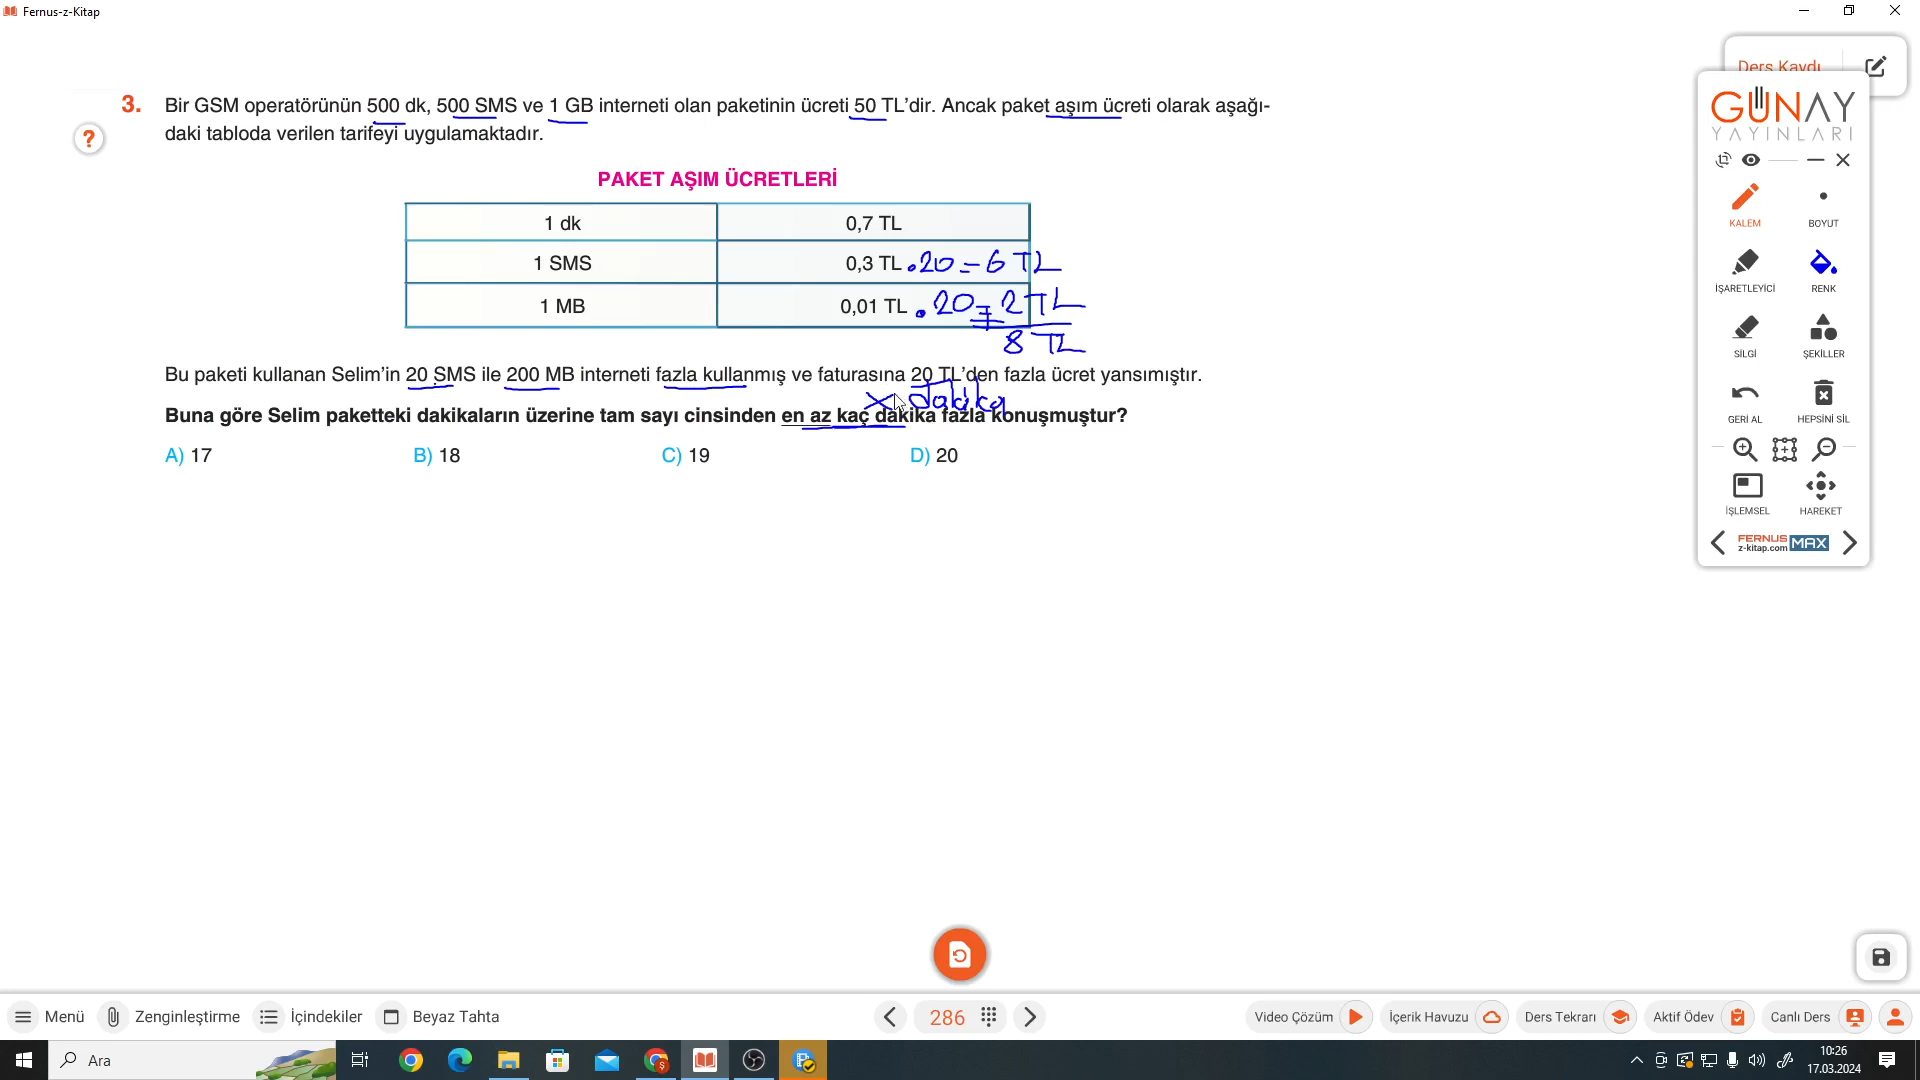 Fernus-z-Kitap
Ders Kaydı
3. Bir GSM operatörünün 500 dk, 500 SMS ve 1 GB interneti olan paketinin ücreti 50 TL'dir. Ancak paket aşım ücreti olarak aşağı-
daki tabloda verilen tarifeyi uygulamaktadır.
?
PAKET AŞIM ÜCRETLERİ
1 dk 0,7 TL
1 SMS 0,3 TL .20=6 TL
1 MB 0,01 TL .20=2TL
+
8 TL
Bu paketi kullanan Selim'in 20 SMS ile 200 MB interneti fazla kullanmış ve faturasına 20 TL'den fazla ücret yansımıştır.
x dakika
Buna göre Selim paketteki dakikaların üzerine tam sayı cinsinden en az kaç dakika fazla konuşmuştur?
A) 17 B) 18 C) 19 D) 20
GÜNAY
YAYINLARI
KALEM BOYUT
İŞARETLEYİCİ RENK
SİLGİ ŞEKİLLER
GERİ AL HEPSİNİ SİL
İŞLEMSEL HAREKET
FERNUS
z-kitap.com MAX
Menü Zenginleştirme İçindekiler Beyaz Tahta 286 Video Çözüm İçerik Havuzu Ders Tekrarı Aktif Ödev Canlı Ders
Ara 10:26
17.03.2024